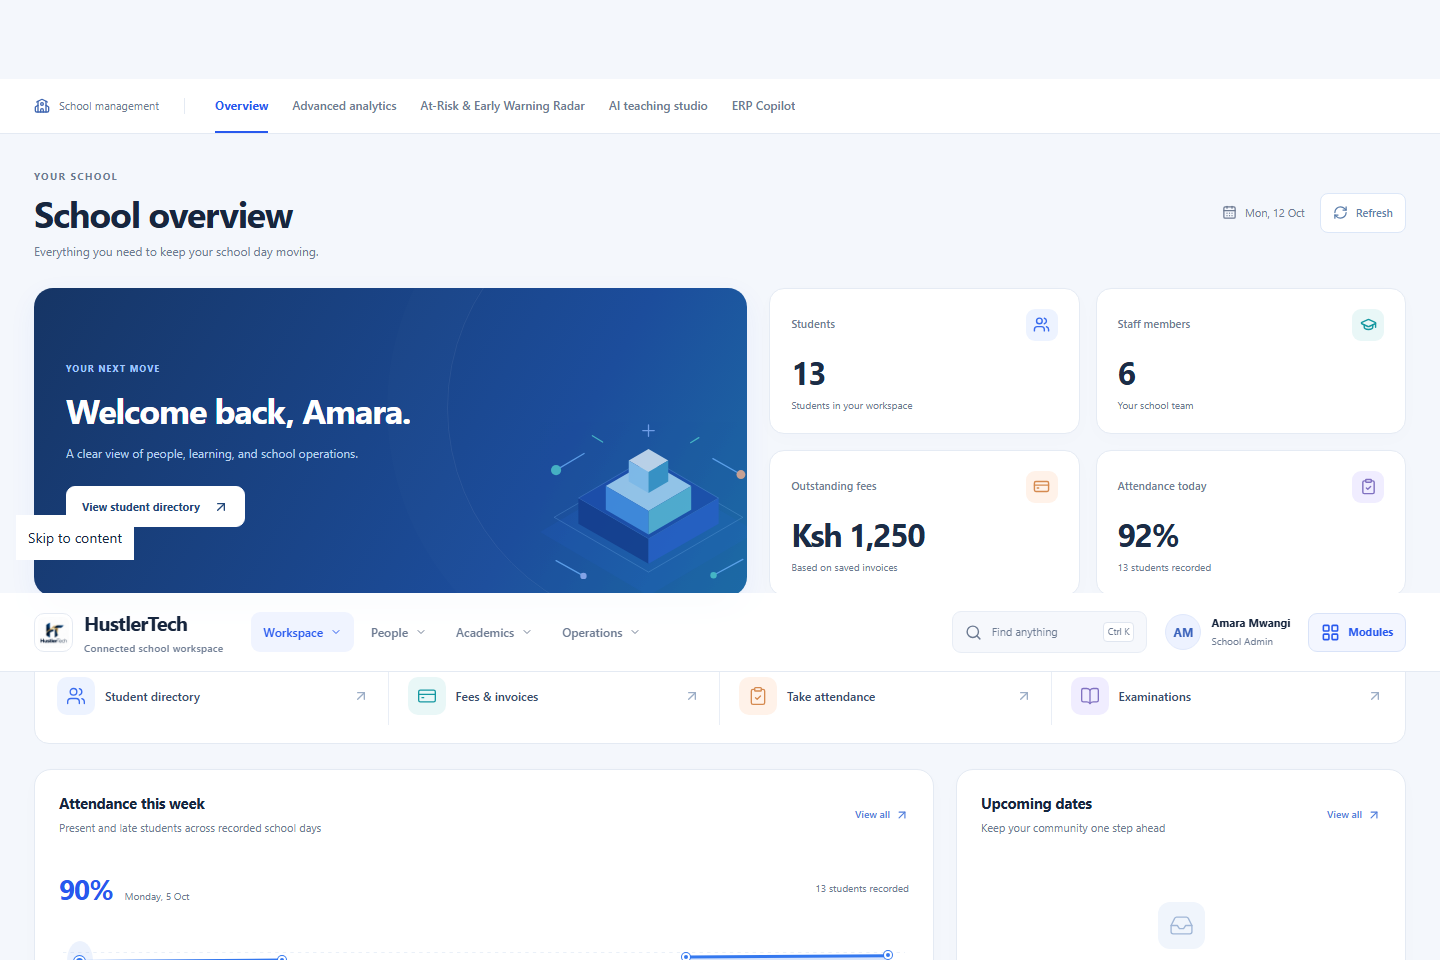 School management
Overview
Advanced analytics
At-Risk & Early Warning Radar
AI teaching studio
ERP Copilot
YOUR SCHOOL
School overview
Everything you need to keep your school day moving.
Mon, 12 Oct
Refresh
YOUR NEXT MOVE
Welcome back, Amara.
A clear view of people, learning, and school operations.
View student directory
Skip to content
Students
13
Students in your workspace
Staff members
6
Your school team
Outstanding fees
Ksh 1,250
Based on saved invoices
Attendance today
92%
13 students recorded
HustlerTech
HustlerTech
Connected school workspace
Workspace
People
Academics
Operations
Find anything
Ctrl K
AM
Amara Mwangi
School Admin
Modules
Student directory
Fees & invoices
Take attendance
Examinations
Attendance this week
Present and late students across recorded school days
View all
90%
Monday, 5 Oct
13 students recorded
Upcoming dates
Keep your community one step ahead
View all